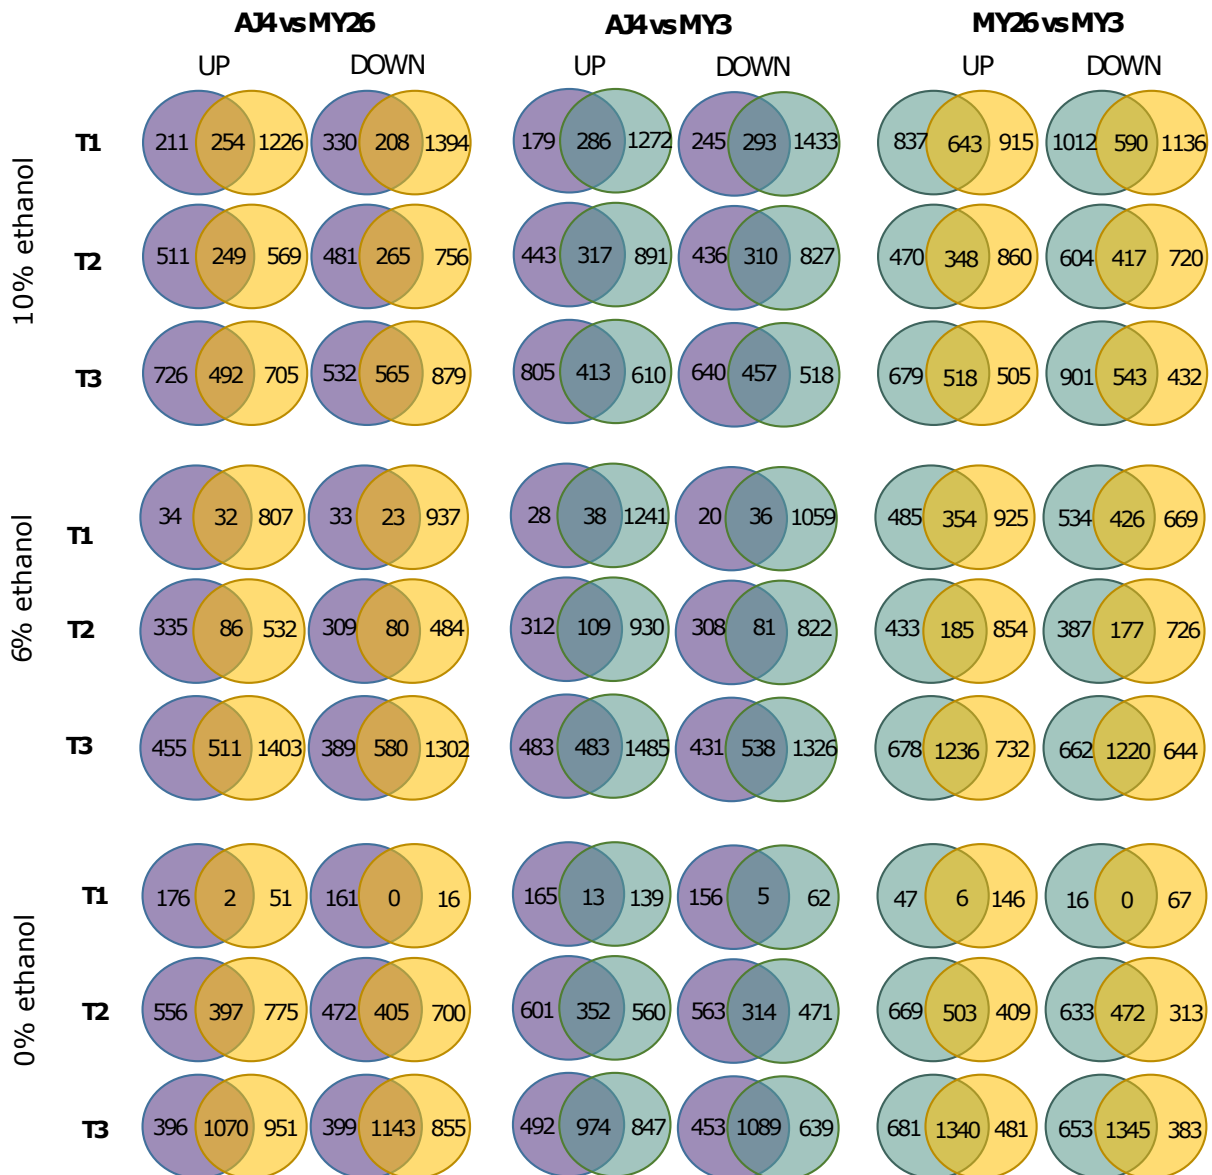 AJ4 vs MY26 AJ4 vs MY3 MY26 vs MY3
UP DOWN UP DOWN UP DOWN
10% ethanol
T1 211 254 1226 330 208 1394 179 286 1272 245 293 1433 837 643 915 1012 590 1136
T2 511 249 569 481 265 756 443 317 891 436 310 827 470 348 860 604 417 720
T3 726 492 705 532 565 879 805 413 610 640 457 518 679 518 505 901 543 432
6% ethanol
T1 34 32 807 33 23 937 28 38 1241 20 36 1059 485 354 925 534 426 669
T2 335 86 532 309 80 484 312 109 930 308 81 822 433 185 854 387 177 726
T3 455 511 1403 389 580 1302 483 483 1485 431 538 1326 678 1236 732 662 1220 644
0% ethanol
T1 176 2 51 161 0 16 165 13 139 156 5 62 47 6 146 16 0 67
T2 556 397 775 472 405 700 601 352 560 563 314 471 669 503 409 633 472 313
T3 396 1070 951 399 1143 855 492 974 847 453 1089 639 681 1340 481 653 1345 383